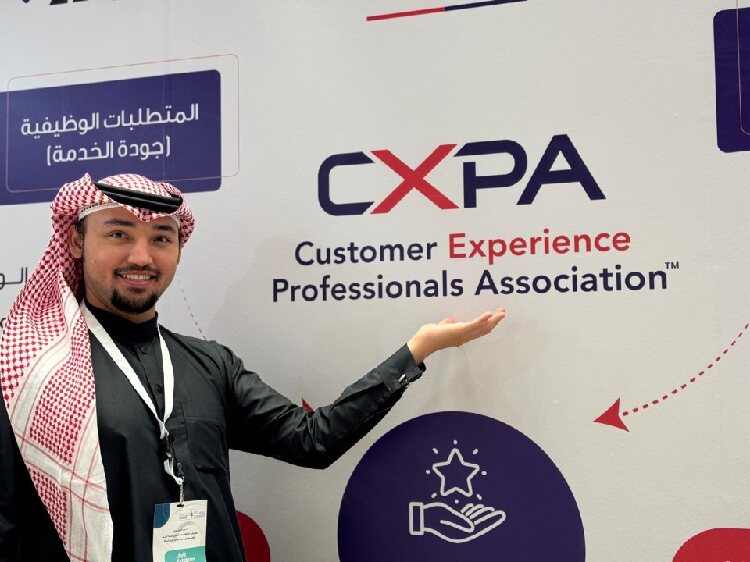 المتطلبات الوظيفية
(جودة الخدمة)
CXPA
Customer Experience
Professionals Association™